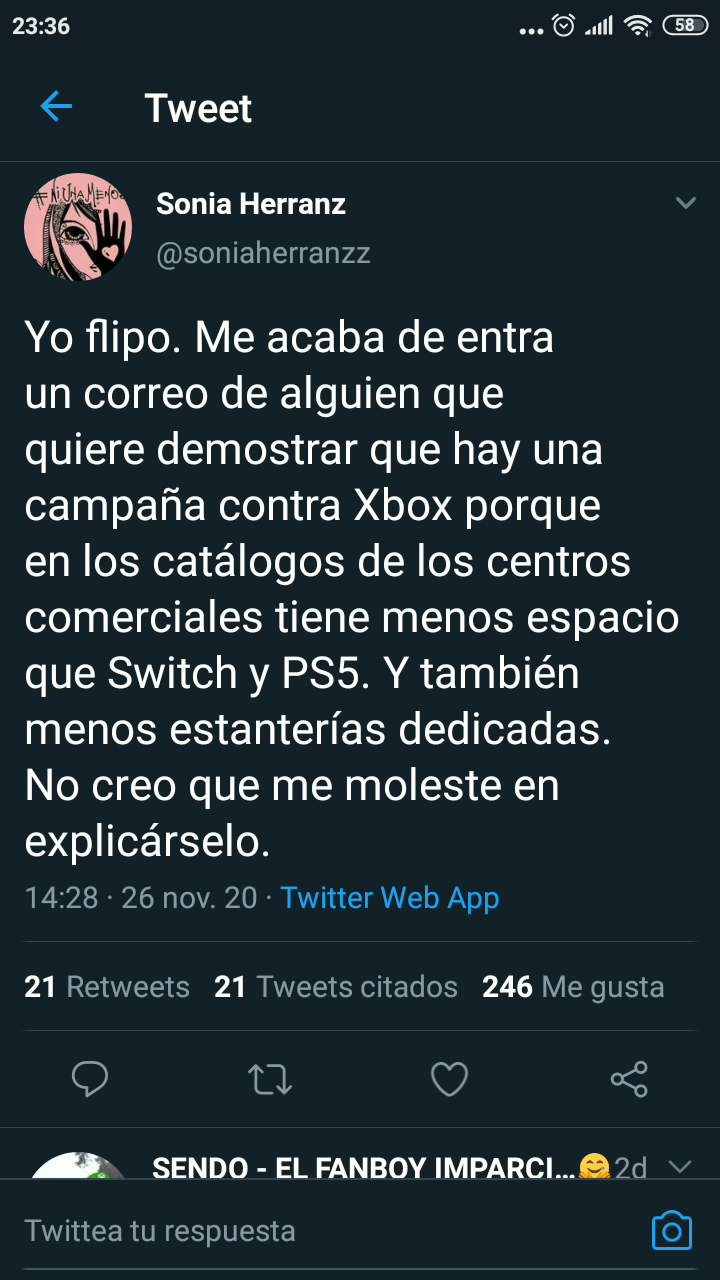 23:36
58
Tweet
#NIUNAMENOS
Sonia Herranz
@soniaherranzz
Yo flipo. Me acaba de entra
un correo de alguien que
quiere demostrar que hay una
campaña contra Xbox porque
en los catálogos de los centros
comerciales tiene menos espacio
que Switch y PS5. Y también
menos estanterías dedicadas.
No creo que me moleste en
explicárselo.
14:28 · 26 nov. 20 · Twitter Web App
21 Retweets 21 Tweets citados 246 Me gusta
SENDO - EL FANBOY IMPARCI...🤗 2d
Twittea tu respuesta